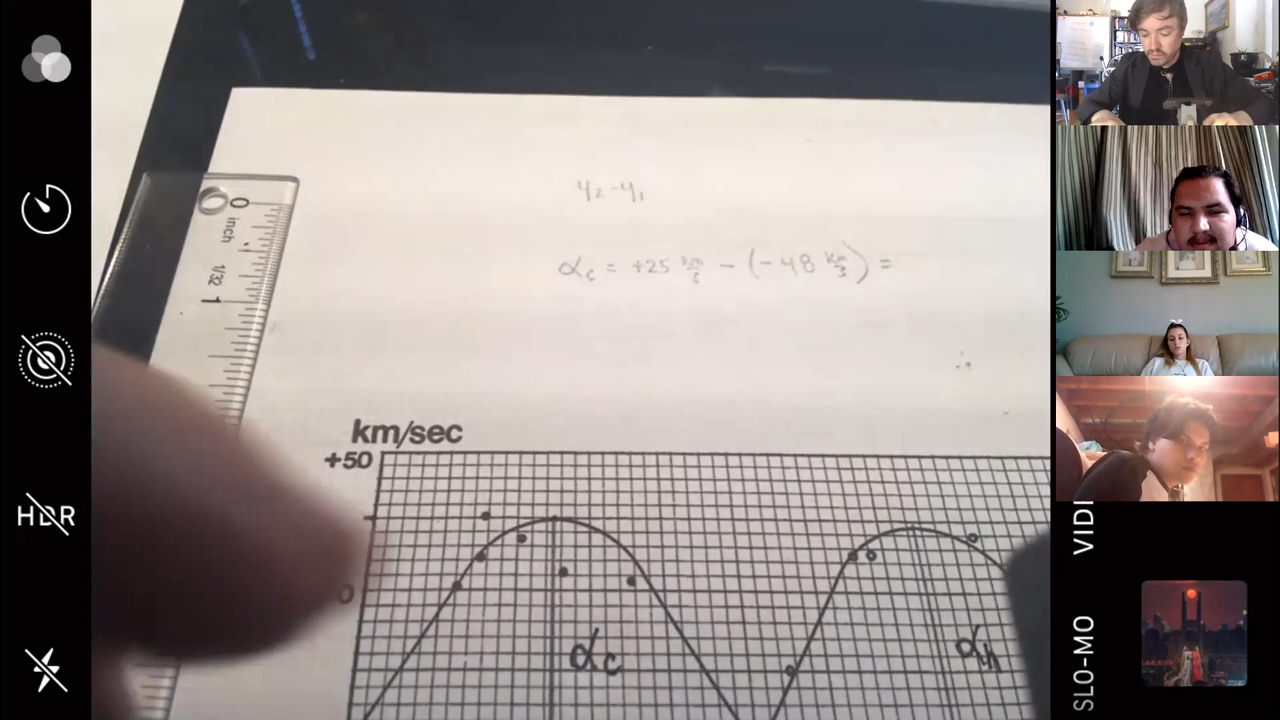 HDR
0
inch
1/32
1
y₂-y₁
αc = +25 km/s - (-48 km/s) =
km/sec
+50
0
αc
αh
VIDE
SLO-MO